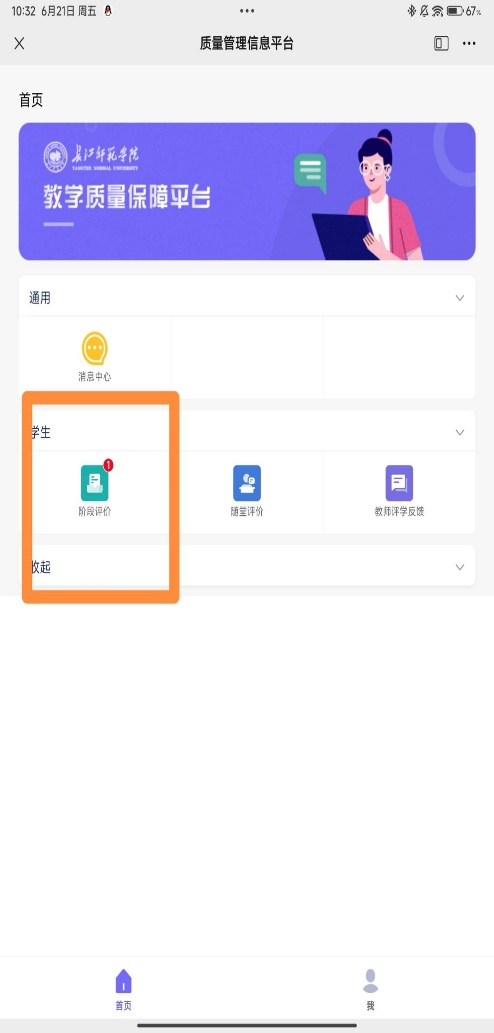 10:32 6月21日 周五
67%
质量管理信息平台
首页
长江师范学院
YANGTZE NORMAL UNIVERSITY
教学质量保障平台
通用
消息中心
学生
1
阶段评价
随堂评价
教师评学反馈
收起
首页
我